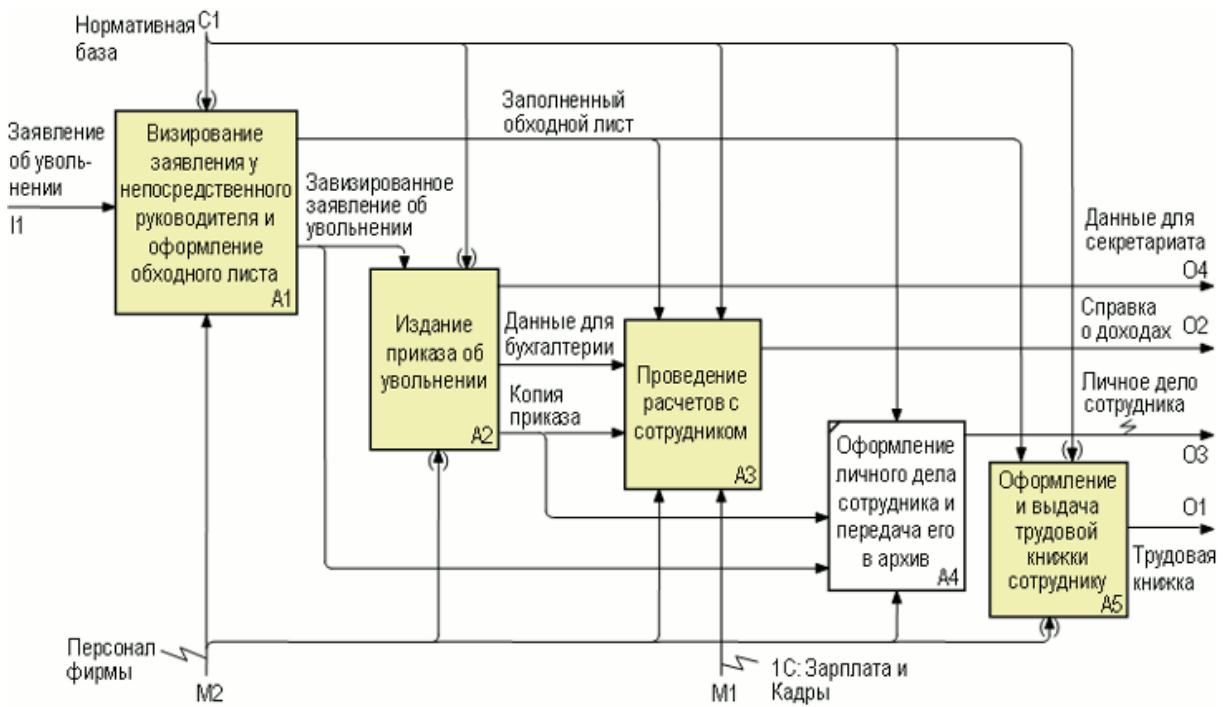 Нормативная
база
C1
Заявление
об уволь-
нении
I1
Визирование
заявления у
непосредственного
руководителя и
оформление
обходного листа
A1
Заполненный
обходной лист
Завизированное
заявление об
увольнении
Издание
приказа об
увольнении
A2
Данные для
бухгалтерии
Копия
приказа
Проведение
расчетов с
сотрудником
A3
Оформление
личного дела
сотрудника и
передача его
в архив
A4
Оформление
и выдача
трудовой
книжки
сотруднику
A5
Данные для
секретариата
O4
Справка
о доходах
O2
Личное дело
сотрудника
O3
O1
Трудовая
книжка
Персонал
фирмы
M2
M1
1С: Зарплата и
Кадры